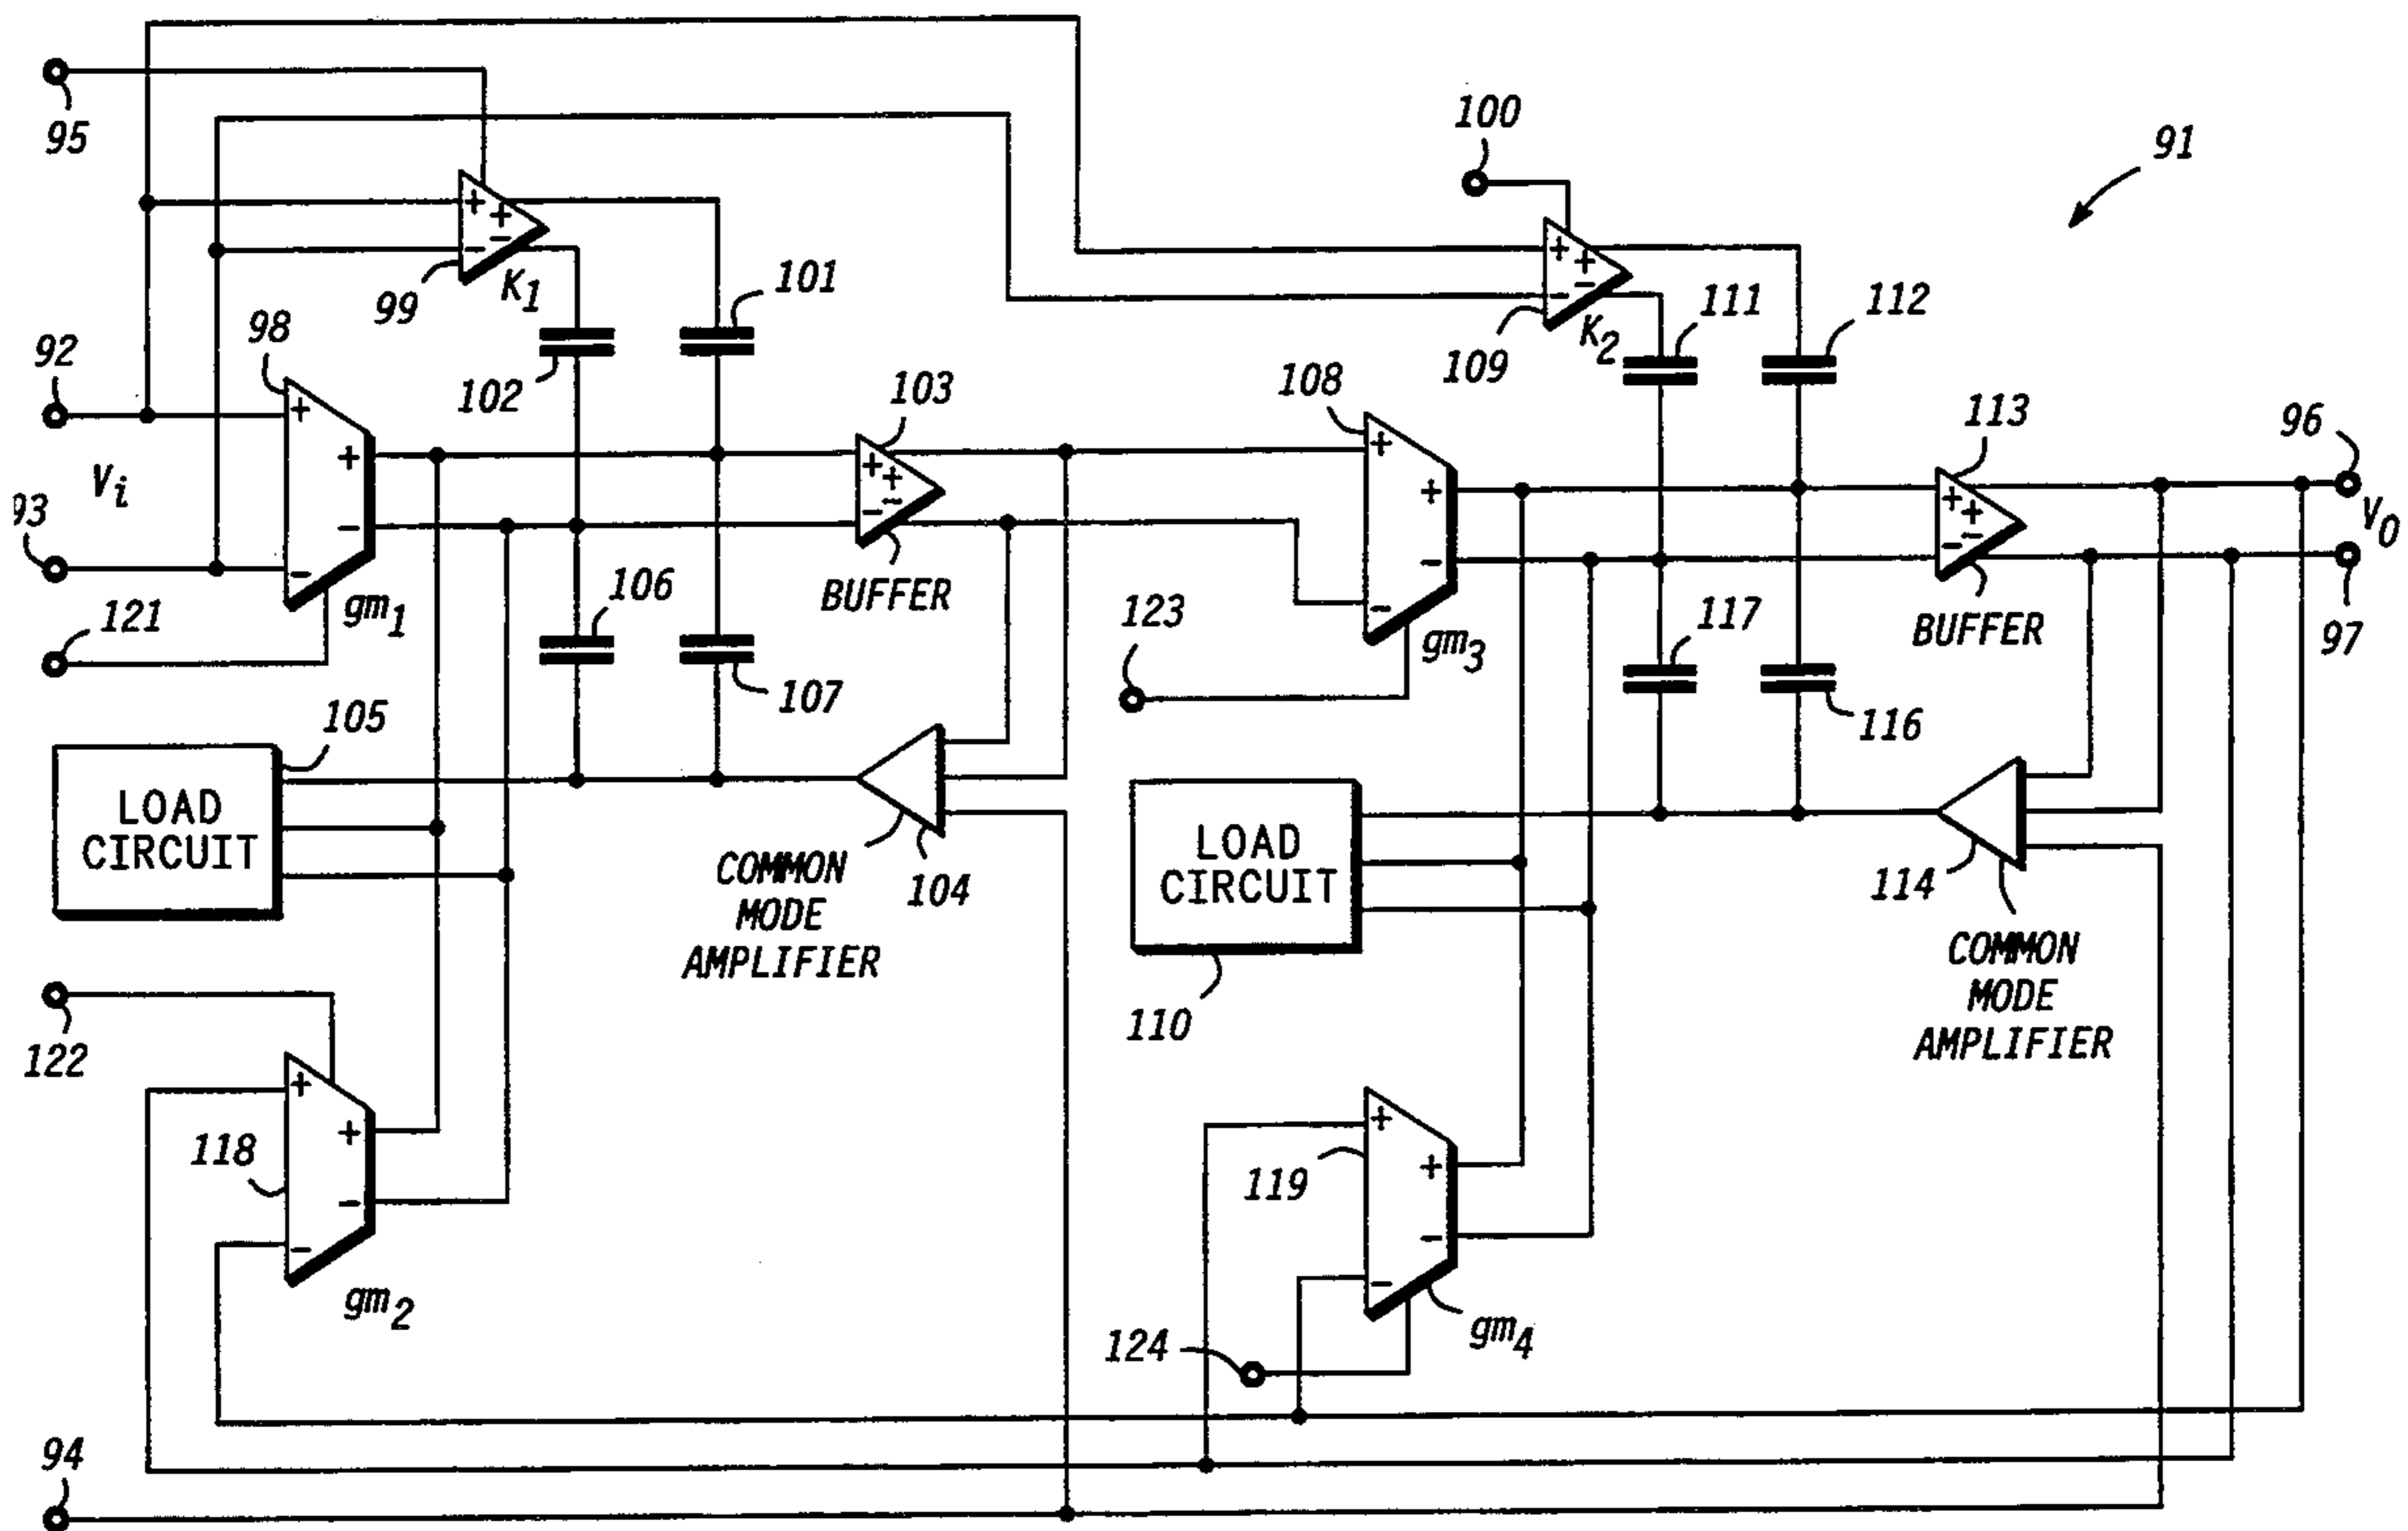 95
100
91
99
K1
101
111
112
92
98
102
109
K2
103
108
113
96
93
Vi
VO
121
gm1
106
BUFFER
123
gm3
117
BUFFER
97
107
105
116
LOAD CIRCUIT
COMMON MODE AMPLIFIER
104
LOAD CIRCUIT
114
COMMON MODE AMPLIFIER
110
122
118
119
gm2
124
gm4
94